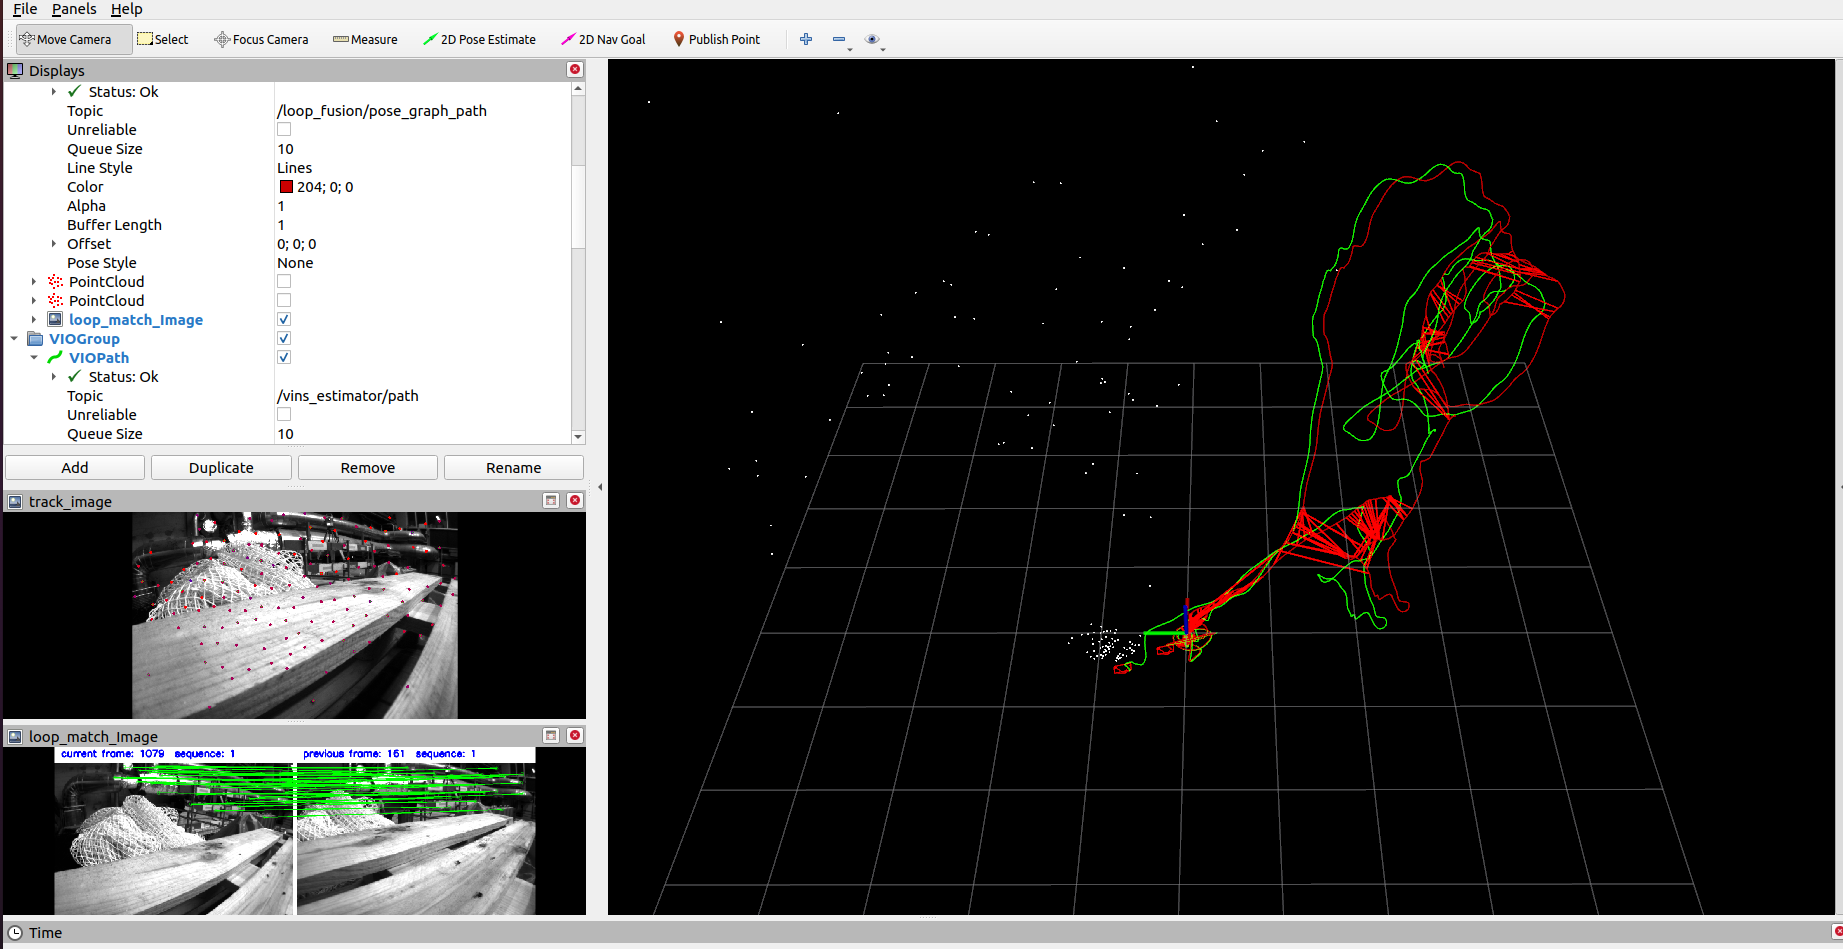 File Panels Help
Move Camera Select Focus Camera Measure 2D Pose Estimate 2D Nav Goal Publish Point
Displays
Status: Ok
Topic /loop_fusion/pose_graph_path
Unreliable
Queue Size 10
Line Style Lines
Color 204; 0; 0
Alpha 1
Buffer Length 1
Offset 0; 0; 0
Pose Style None
PointCloud
PointCloud
loop_match_Image
VIOGroup
VIOPath
Status: Ok
Topic /vins_estimator/path
Unreliable
Queue Size 10
Add Duplicate Remove Rename
track_image
loop_match_Image
current frame: 1079 sequence: 1 previous frame: 161 sequence: 1
Time